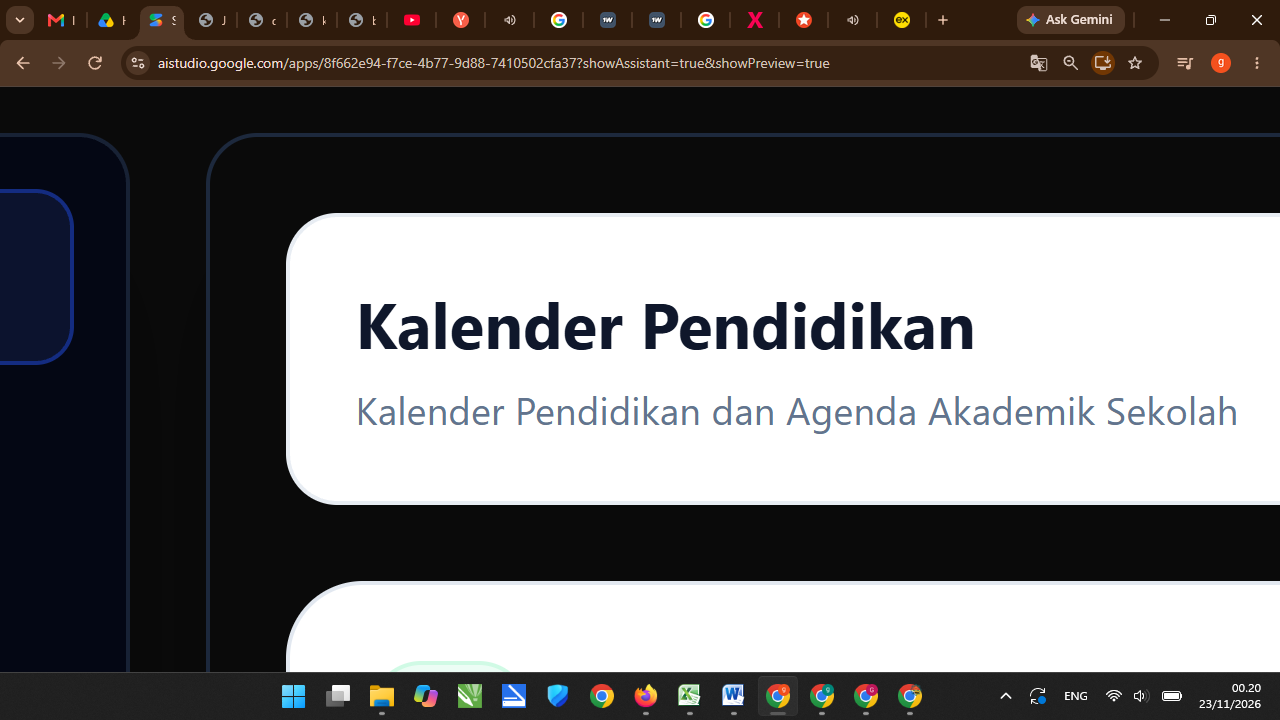 Ask Gemini
aistudio.google.com/apps/8f662e94-f7ce-4b77-9d88-7410502cfa37?showAssistant=true&showPreview=true
Kalender Pendidikan
Kalender Pendidikan dan Agenda Akademik Sekolah
ENG
00.20
23/11/2026